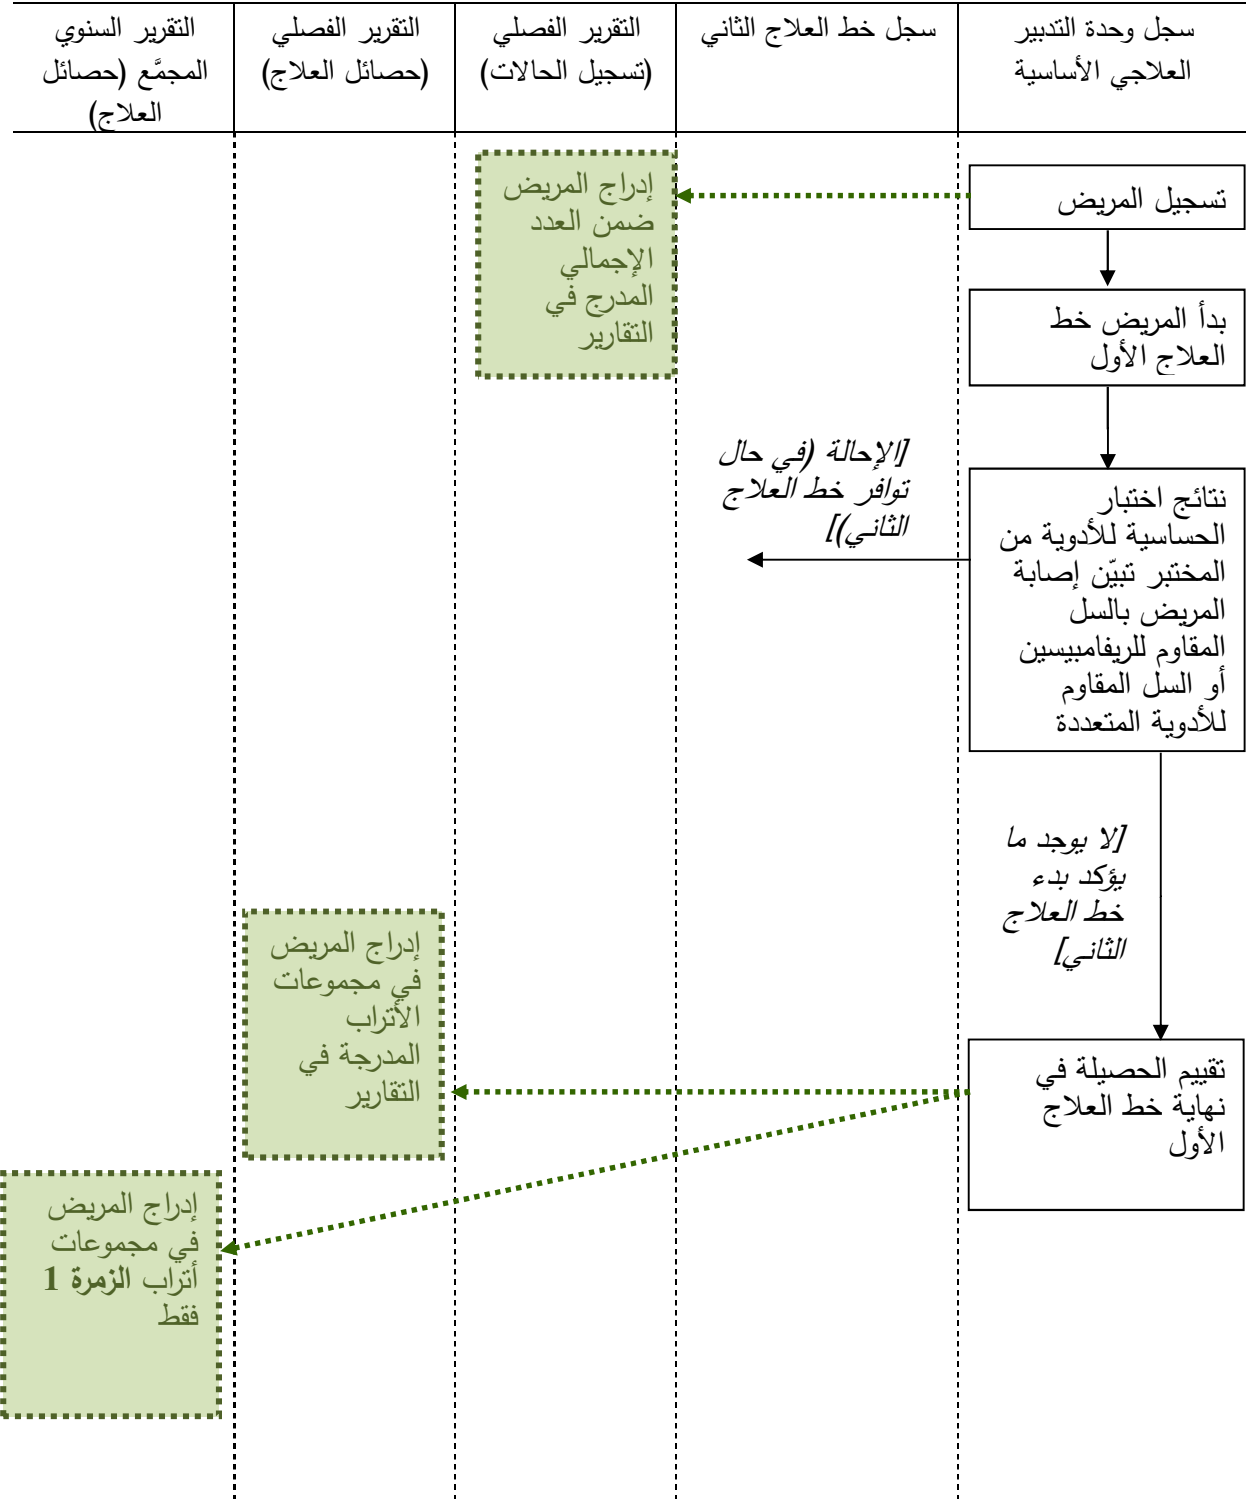 سجل وحدة التدبير
العلاجي الأساسية
سجل خط العلاج الثاني
التقرير الفصلي
(تسجيل الحالات)
التقرير الفصلي
(حصائل العلاج)
التقرير السنوي
المجمَّع (حصائل
العلاج)
تسجيل المريض
إدراج المريض
ضمن العدد
الإجمالي
المدرج في
التقارير
بدأ المريض خط
العلاج الأول
[الإحالة (في حال
توافر خط العلاج
الثاني)]
نتائج اختبار
الحساسية للأدوية من
المختبر تبيّن إصابة
المريض بالسل
المقاوم للريفامبيسين
أو السل المقاوم
للأدوية المتعددة
[لا يوجد ما
يؤكد بدء
خط العلاج
الثاني]
تقييم الحصيلة في
نهاية خط العلاج
الأول
إدراج المريض
في مجموعات
الأتراب
المدرجة في
التقارير
إدراج المريض
في مجموعات
أتراب الزمرة 1
فقط